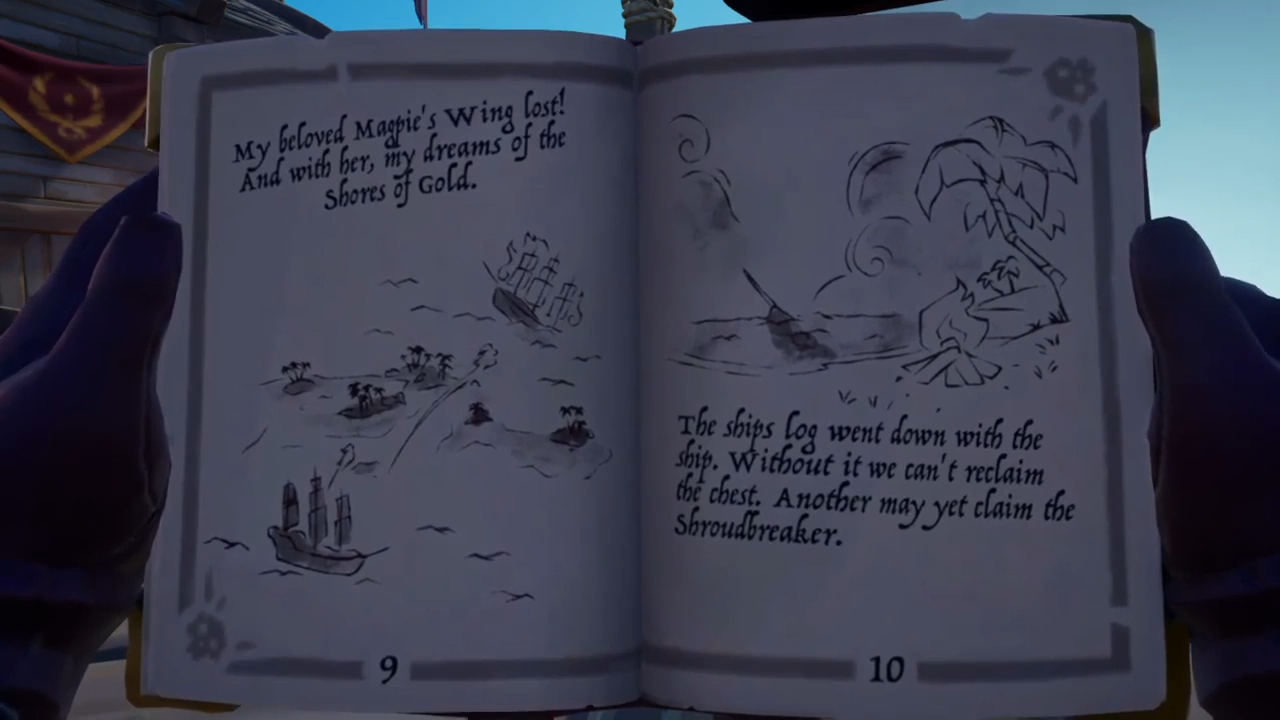 My beloved Magpie's Wing lost!
And with her, my dreams of the
Shores of Gold.
9
The ships log went down with the
ship. Without it we can't reclaim
the chest. Another may yet claim the
Shroudbreaker.
10